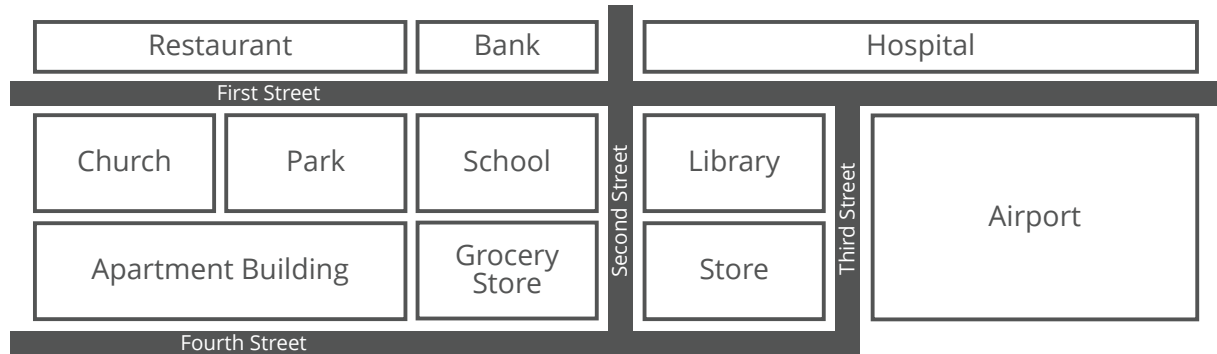 Restaurant
Bank
Hospital
First Street
Church
Park
School
Library
Second Street
Third Street
Airport
Apartment Building
Grocery
Store
Store
Fourth Street